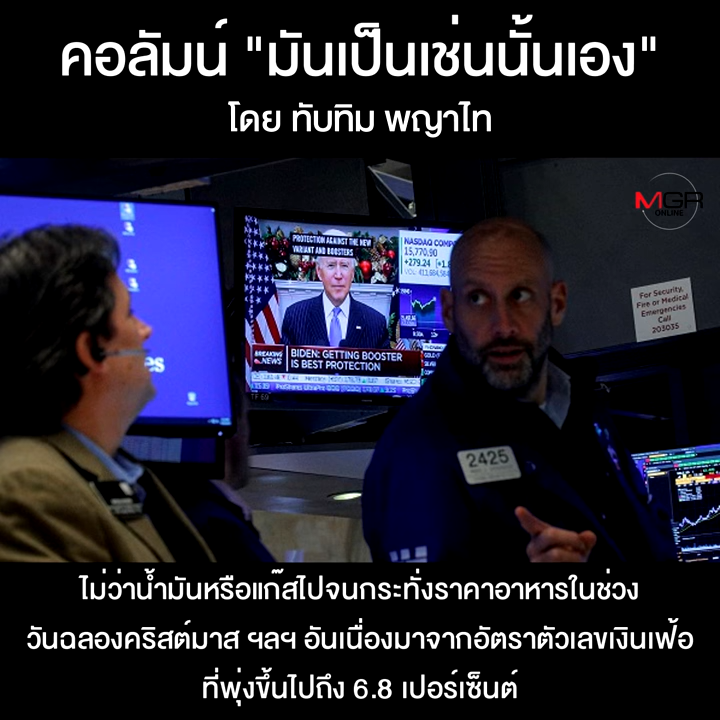 คอลัมน์ "มันเป็นเช่นนั้นเอง"
โดย ทับทิม พญาไท
MGR
ONLINE
PROTECTION AGAINST THE NEW
VARIANT AND BOOSTERS
NASDAQ COMP
15,770.90
+279.24
BREAKING
NEWS
BIDEN: GETTING BOOSTER
IS BEST PROTECTION
For Security,
Fire or Medical
Emergencies
Call
203035
2425
ไม่ว่าน้ำมันหรือแก๊สไปจนกระทั่งราคาอาหารในช่วง
วันฉลองคริสต์มาส ฯลฯ อันเนื่องมาจากอัตราตัวเลขเงินเฟ้อ
ที่พุ่งขึ้นไปถึง 6.8 เปอร์เซ็นต์